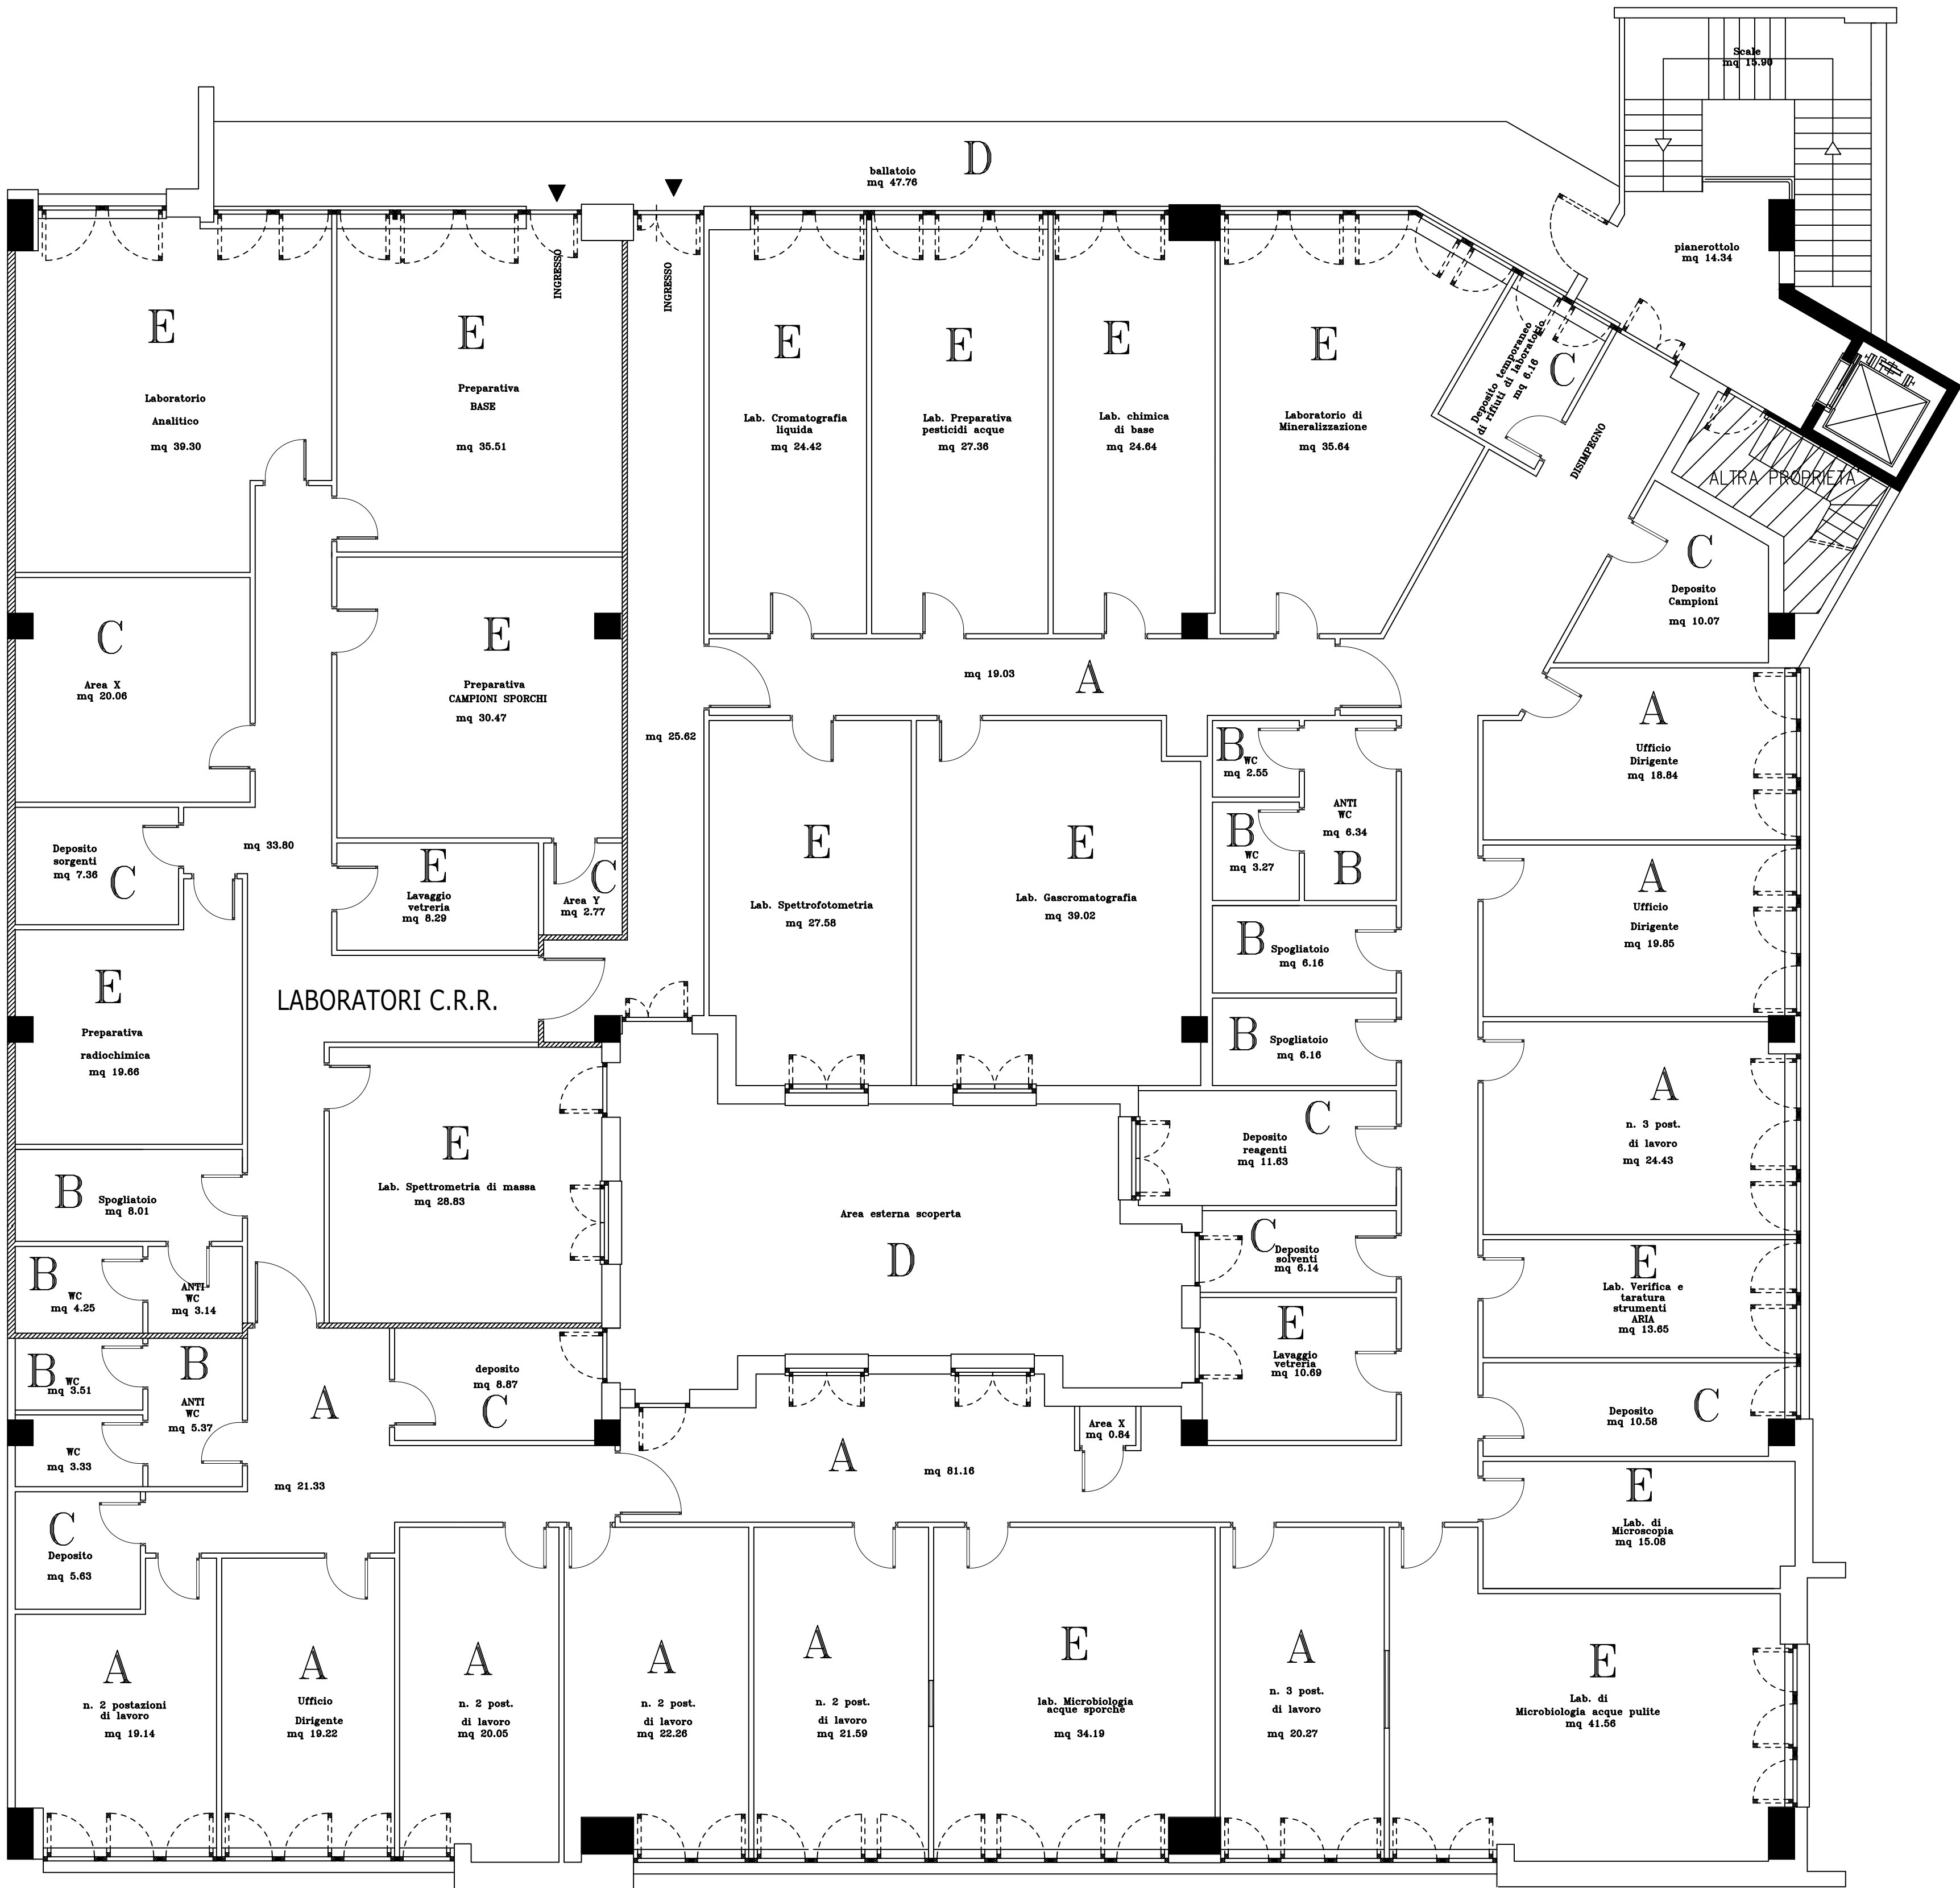 Scale
mq 15.90
D
ballatoio
mq 47.76
pianerottolo
mq 14.34
INGRESSO
INGRESSO
E
Laboratorio
Analitico
mq 39.30
E
Preparativa
BASE
mq 35.51
E
Lab. Cromatografia
liquida
mq 24.42
E
Lab. Preparativa
pesticidi acque
mq 27.36
E
Lab. chimica
di base
mq 24.64
E
Laboratorio di
Mineralizzazione
mq 35.64
Deposito temporaneo
di rifiuti di laboratorio
mq 6.16
C
DISIMPEGNO
ALTRA PROPRIETA'
C
Deposito
Campioni
mq 10.07
C
Area X
mq 20.06
E
Preparativa
CAMPIONI SPORCHI
mq 30.47
mq 19.03
A
mq 25.62
A
Ufficio
Dirigente
mq 18.84
B
WC
mq 2.55
ANTI
WC
mq 6.34
B
B
WC
mq 3.27
Deposito
sorgenti
mq 7.36
C
mq 33.80
E
Lavaggio
vetreria
mq 8.29
C
Area Y
mq 2.77
E
Lab. Spettrofotometria
mq 27.58
E
Lab. Gascromatografia
mq 39.02
A
Ufficio
Dirigente
mq 19.85
B
Spogliatoio
mq 6.16
B
Spogliatoio
mq 6.16
E
Preparativa
radiochimica
mq 19.66
LABORATORI C.R.R.
A
n. 3 post.
di lavoro
mq 24.43
E
Lab. Spettrometria di massa
mq 28.83
C
Deposito
reagenti
mq 11.63
B
Spogliatoio
mq 8.01
Area esterna scoperta
D
C
Deposito
solventi
mq 6.14
E
Lab. Verifica e
taratura
strumenti
ARIA
mq 13.65
B
WC
mq 4.25
ANTI
WC
mq 3.14
B
WC
mq 3.51
B
ANTI
WC
mq 5.37
WC
mq 3.33
A
mq 21.33
deposito
mq 8.87
C
E
Lavaggio
vetreria
mq 10.69
Deposito
mq 10.58
C
Area X
mq 0.84
A
mq 81.16
E
Lab. di
Microscopia
mq 15.08
C
Deposito
mq 5.63
A
n. 2 postazioni
di lavoro
mq 19.14
A
Ufficio
Dirigente
mq 19.22
A
n. 2 post.
di lavoro
mq 20.05
A
n. 2 post.
di lavoro
mq 22.26
A
n. 2 post.
di lavoro
mq 21.59
E
lab. Microbiologia
acque sporche
mq 34.19
A
n. 3 post.
di lavoro
mq 20.27
E
Lab. di
Microbiologia acque pulite
mq 41.56